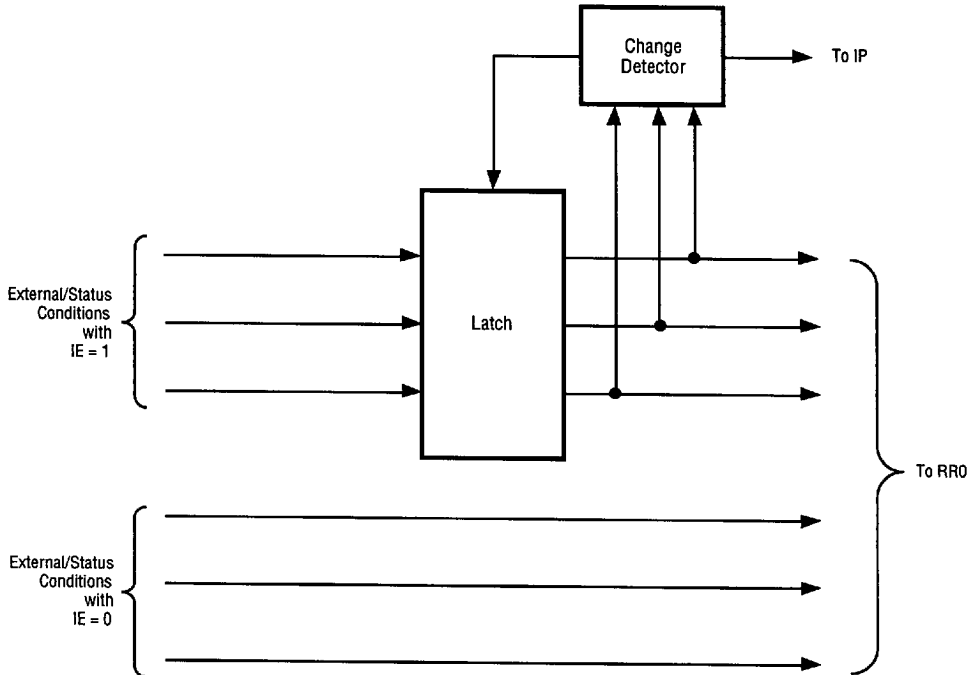 Change
Detector
To IP
External/Status
Conditions
with
IE = 1
Latch
To RR0
External/Status
Conditions
with
IE = 0